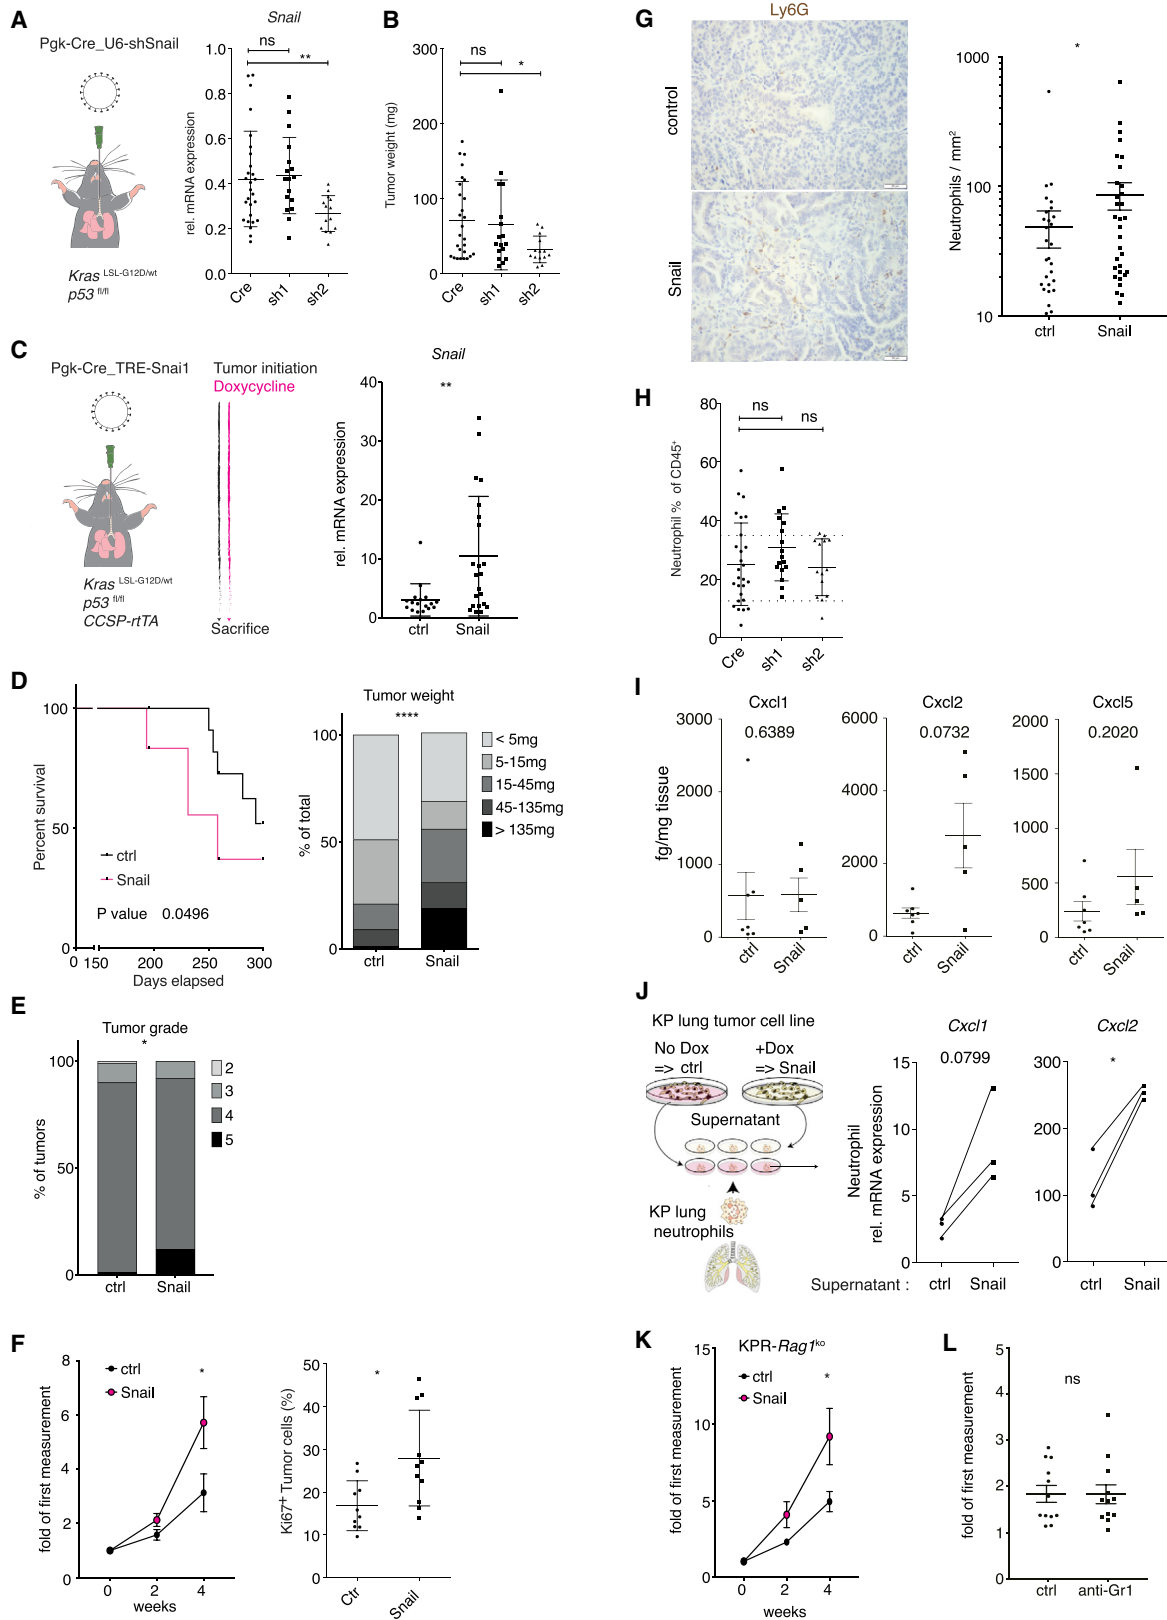 A
Pgk-Cre_U6-shSnail
Kras LSL-G12D/wt
p53 fl/fl
Snail
ns
**
rel. mRNA expression
1.0
0.8
0.6
0.4
0.2
0.0
Cre
sh1
sh2
B
ns
*
Tumor weight (mg)
300
200
100
0
Cre
sh1
sh2
C
Pgk-Cre_TRE-Snai1
Kras LSL-G12D/wt
p53 fl/fl
CCSP-rtTA
Tumor initiation
Doxycycline
Sacrifice
Snail
**
rel. mRNA expression
40
30
20
10
0
ctrl
Snail
D
Percent survival
100
50
0
ctrl
Snail
P value 0.0496
0 150 200 250 300
Days elapsed
Tumor weight
****
% of total
100
50
0
ctrl
Snail
< 5mg
5-15mg
15-45mg
45-135mg
> 135mg
E
Tumor grade
*
% of tumors
100
50
0
ctrl
Snail
2
3
4
5
F
fold of first measurement
8
6
4
2
0
ctrl
Snail
*
0 2 4
weeks
Ki67+ Tumor cells (%)
50
40
30
20
10
0
*
Ctr
Snail
G
Ly6G
control
Snail
Neutrophils / mm2
1000
100
10
*
ctrl
Snail
H
Neutrophil % of CD45+
80
60
40
20
0
ns
ns
Cre
sh1
sh2
I
fg/mg tissue
Cxcl1
0.6389
3000
2000
1000
0
ctrl
Snail
Cxcl2
0.0732
6000
4000
2000
0
ctrl
Snail
Cxcl5
0.2020
2000
1500
1000
500
0
ctrl
Snail
J
KP lung tumor cell line
No Dox
=> ctrl
+Dox
=> Snail
Supernatant
KP lung
neutrophils
Cxcl1
0.0799
Neutrophil
rel. mRNA expression
15
10
5
0
Cxcl2
*
300
200
100
0
Supernatant : ctrl Snail ctrl Snail
K
KPR-Rag1ko
ctrl
Snail
*
fold of first measurement
15
10
5
0
0 2 4
weeks
L
ns
fold of first measurement
5
4
3
2
1
0
ctrl
anti-Gr1